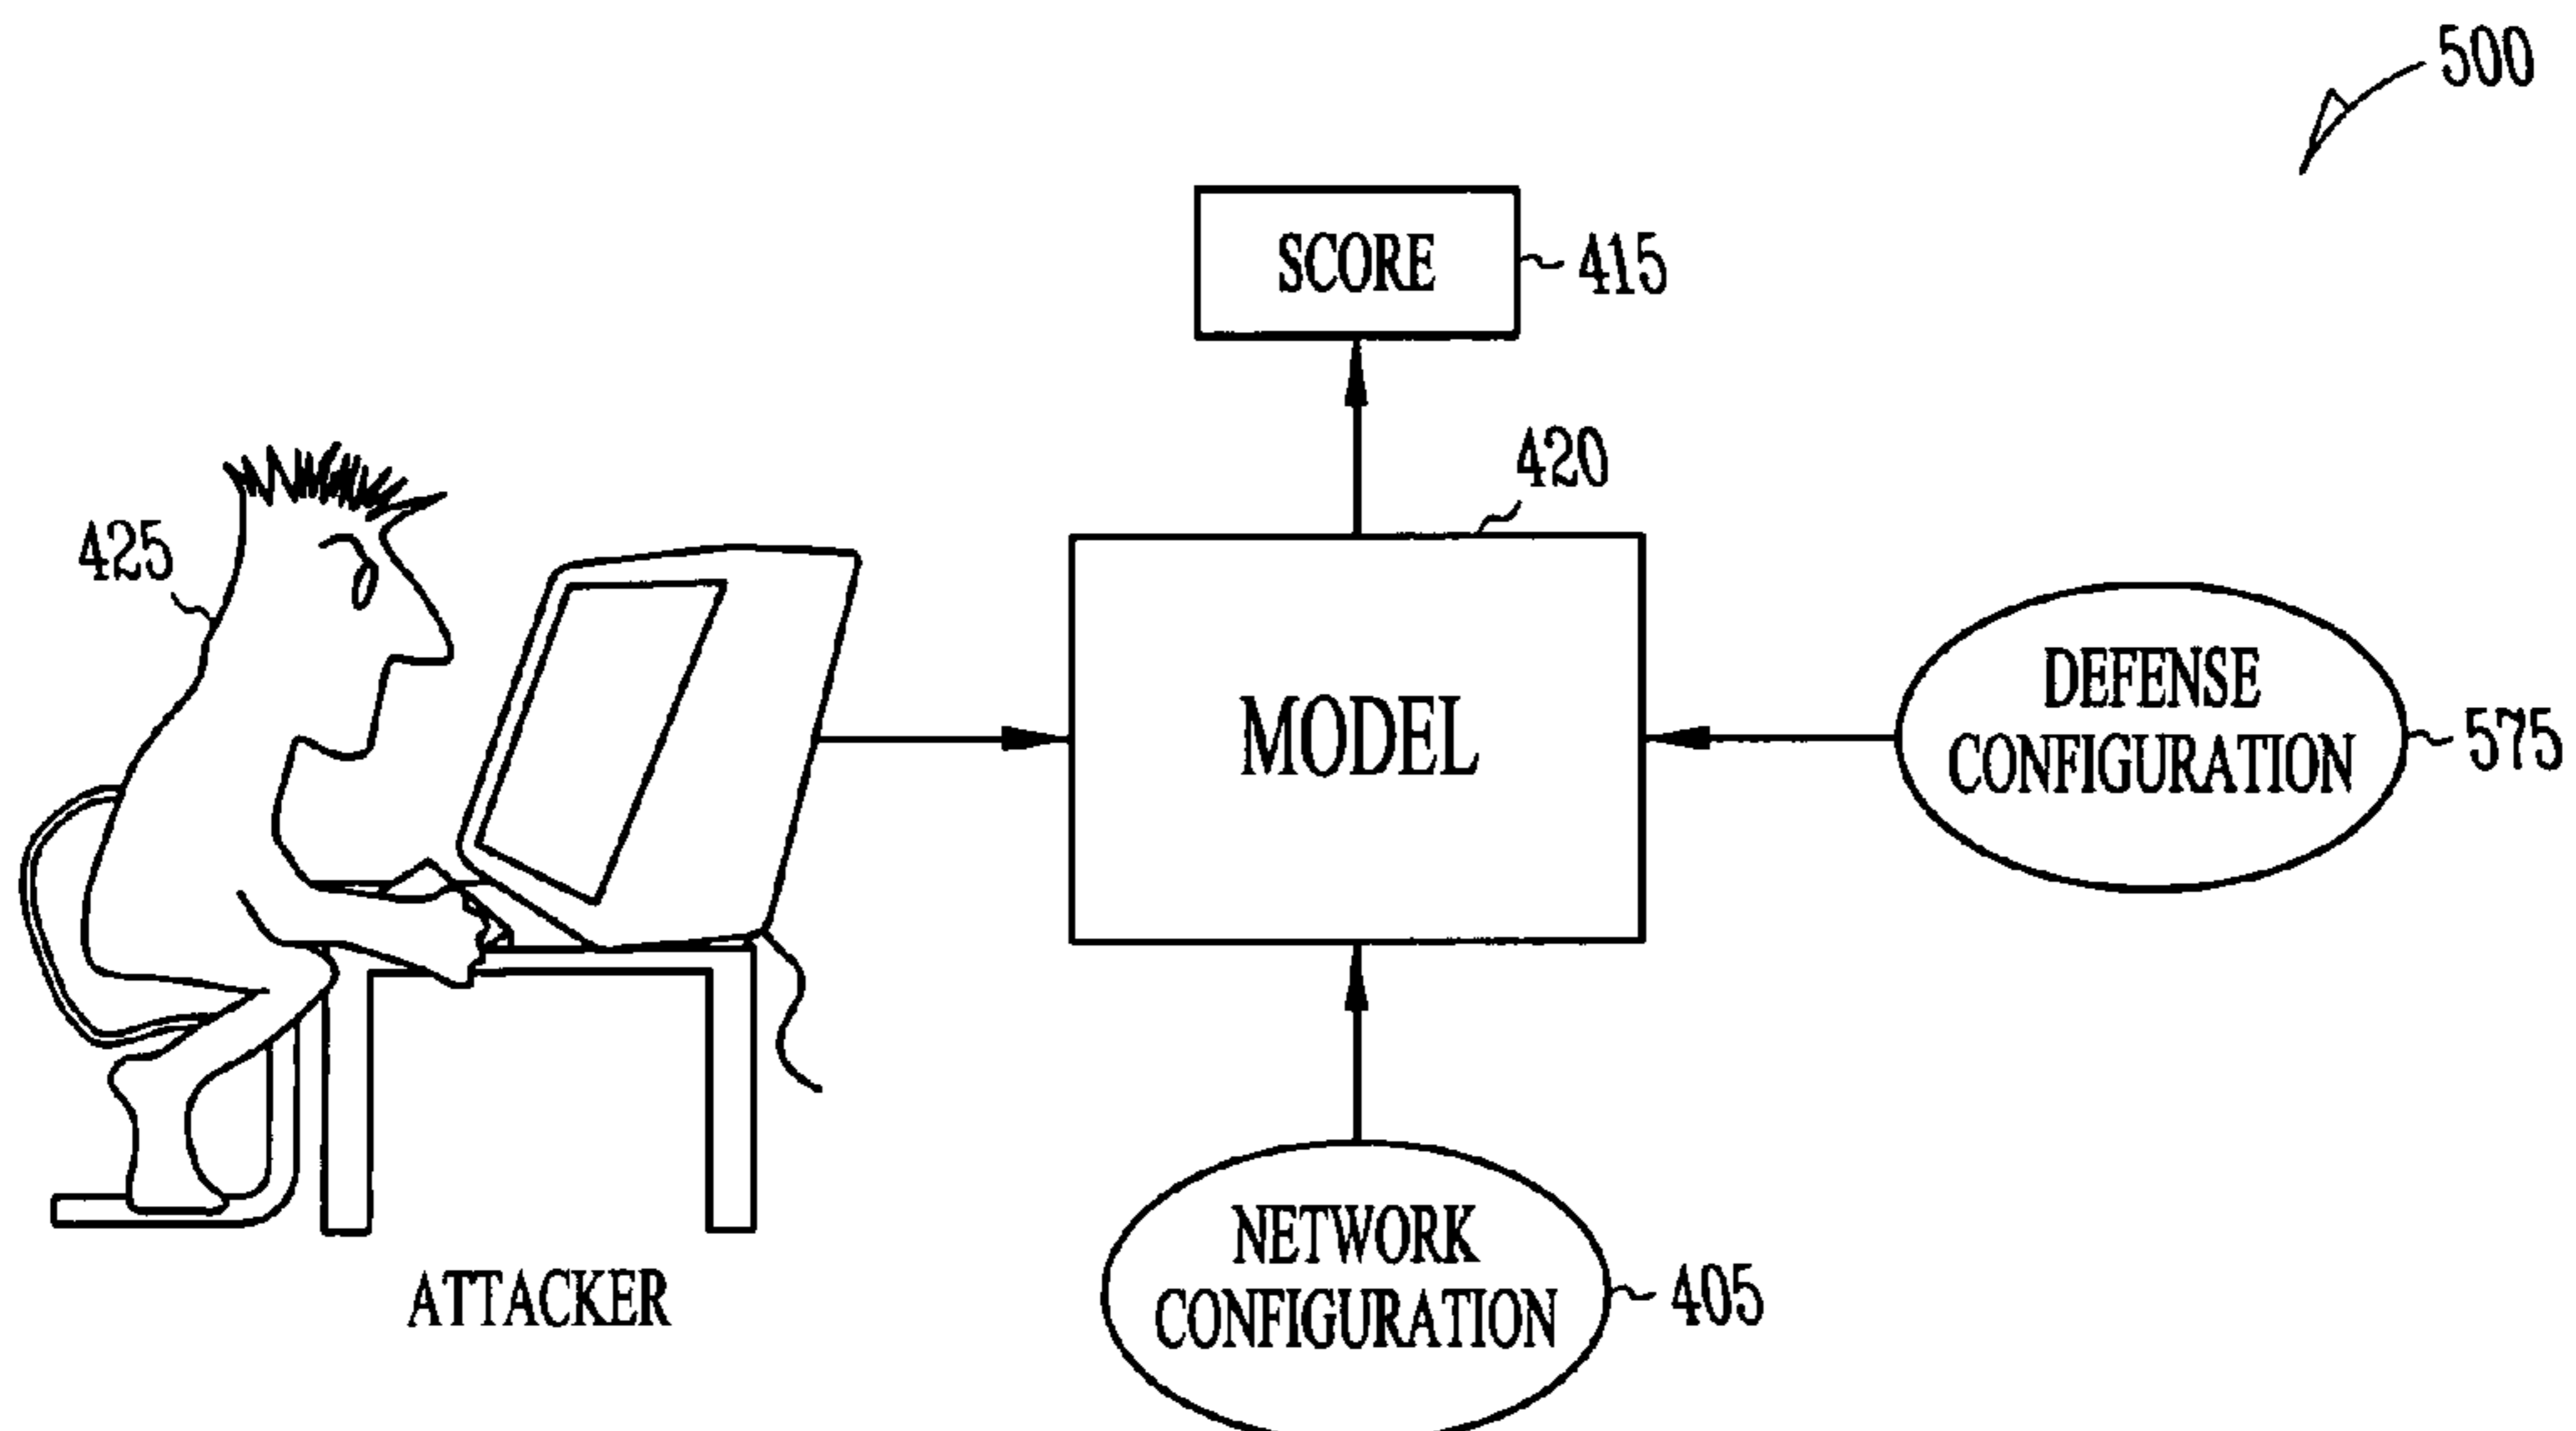 500
SCORE
415
420
425
MODEL
DEFENSE
CONFIGURATION
575
NETWORK
CONFIGURATION
405
ATTACKER